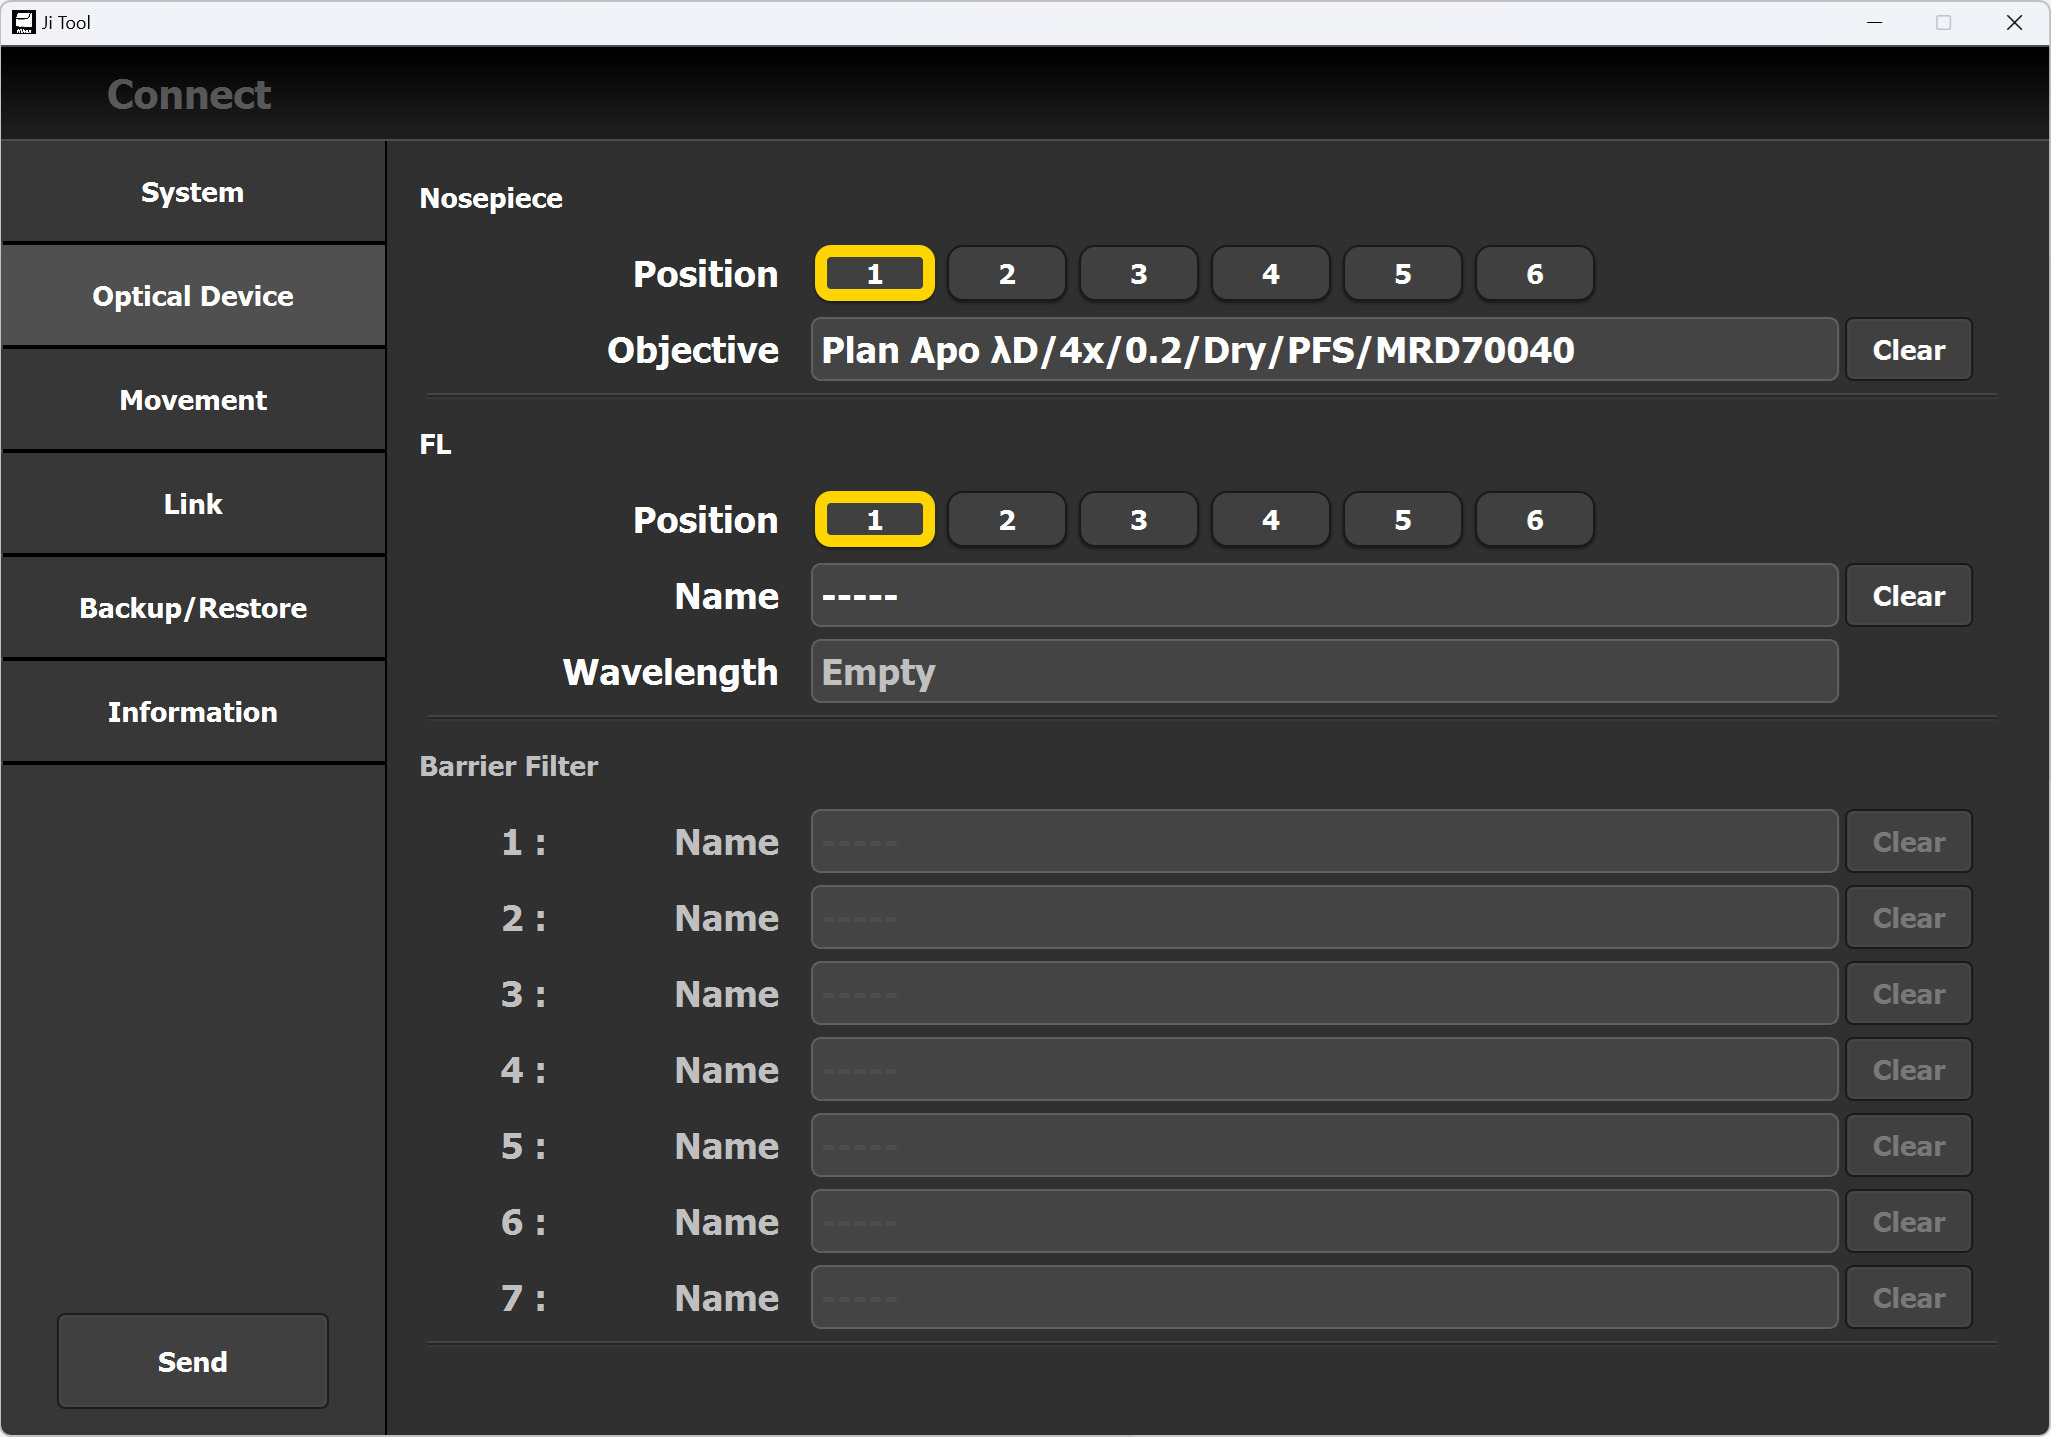 Ji Tool
Connect
System
Optical Device
Movement
Link
Backup/Restore
Information
Send
Nosepiece
Position 1 2 3 4 5 6
Objective Plan Apo λD/4x/0.2/Dry/PFS/MRD70040 Clear
FL
Position 1 2 3 4 5 6
Name ----- Clear
Wavelength Empty
Barrier Filter
1 : Name ----- Clear
2 : Name ----- Clear
3 : Name ----- Clear
4 : Name ----- Clear
5 : Name ----- Clear
6 : Name ----- Clear
7 : Name ----- Clear